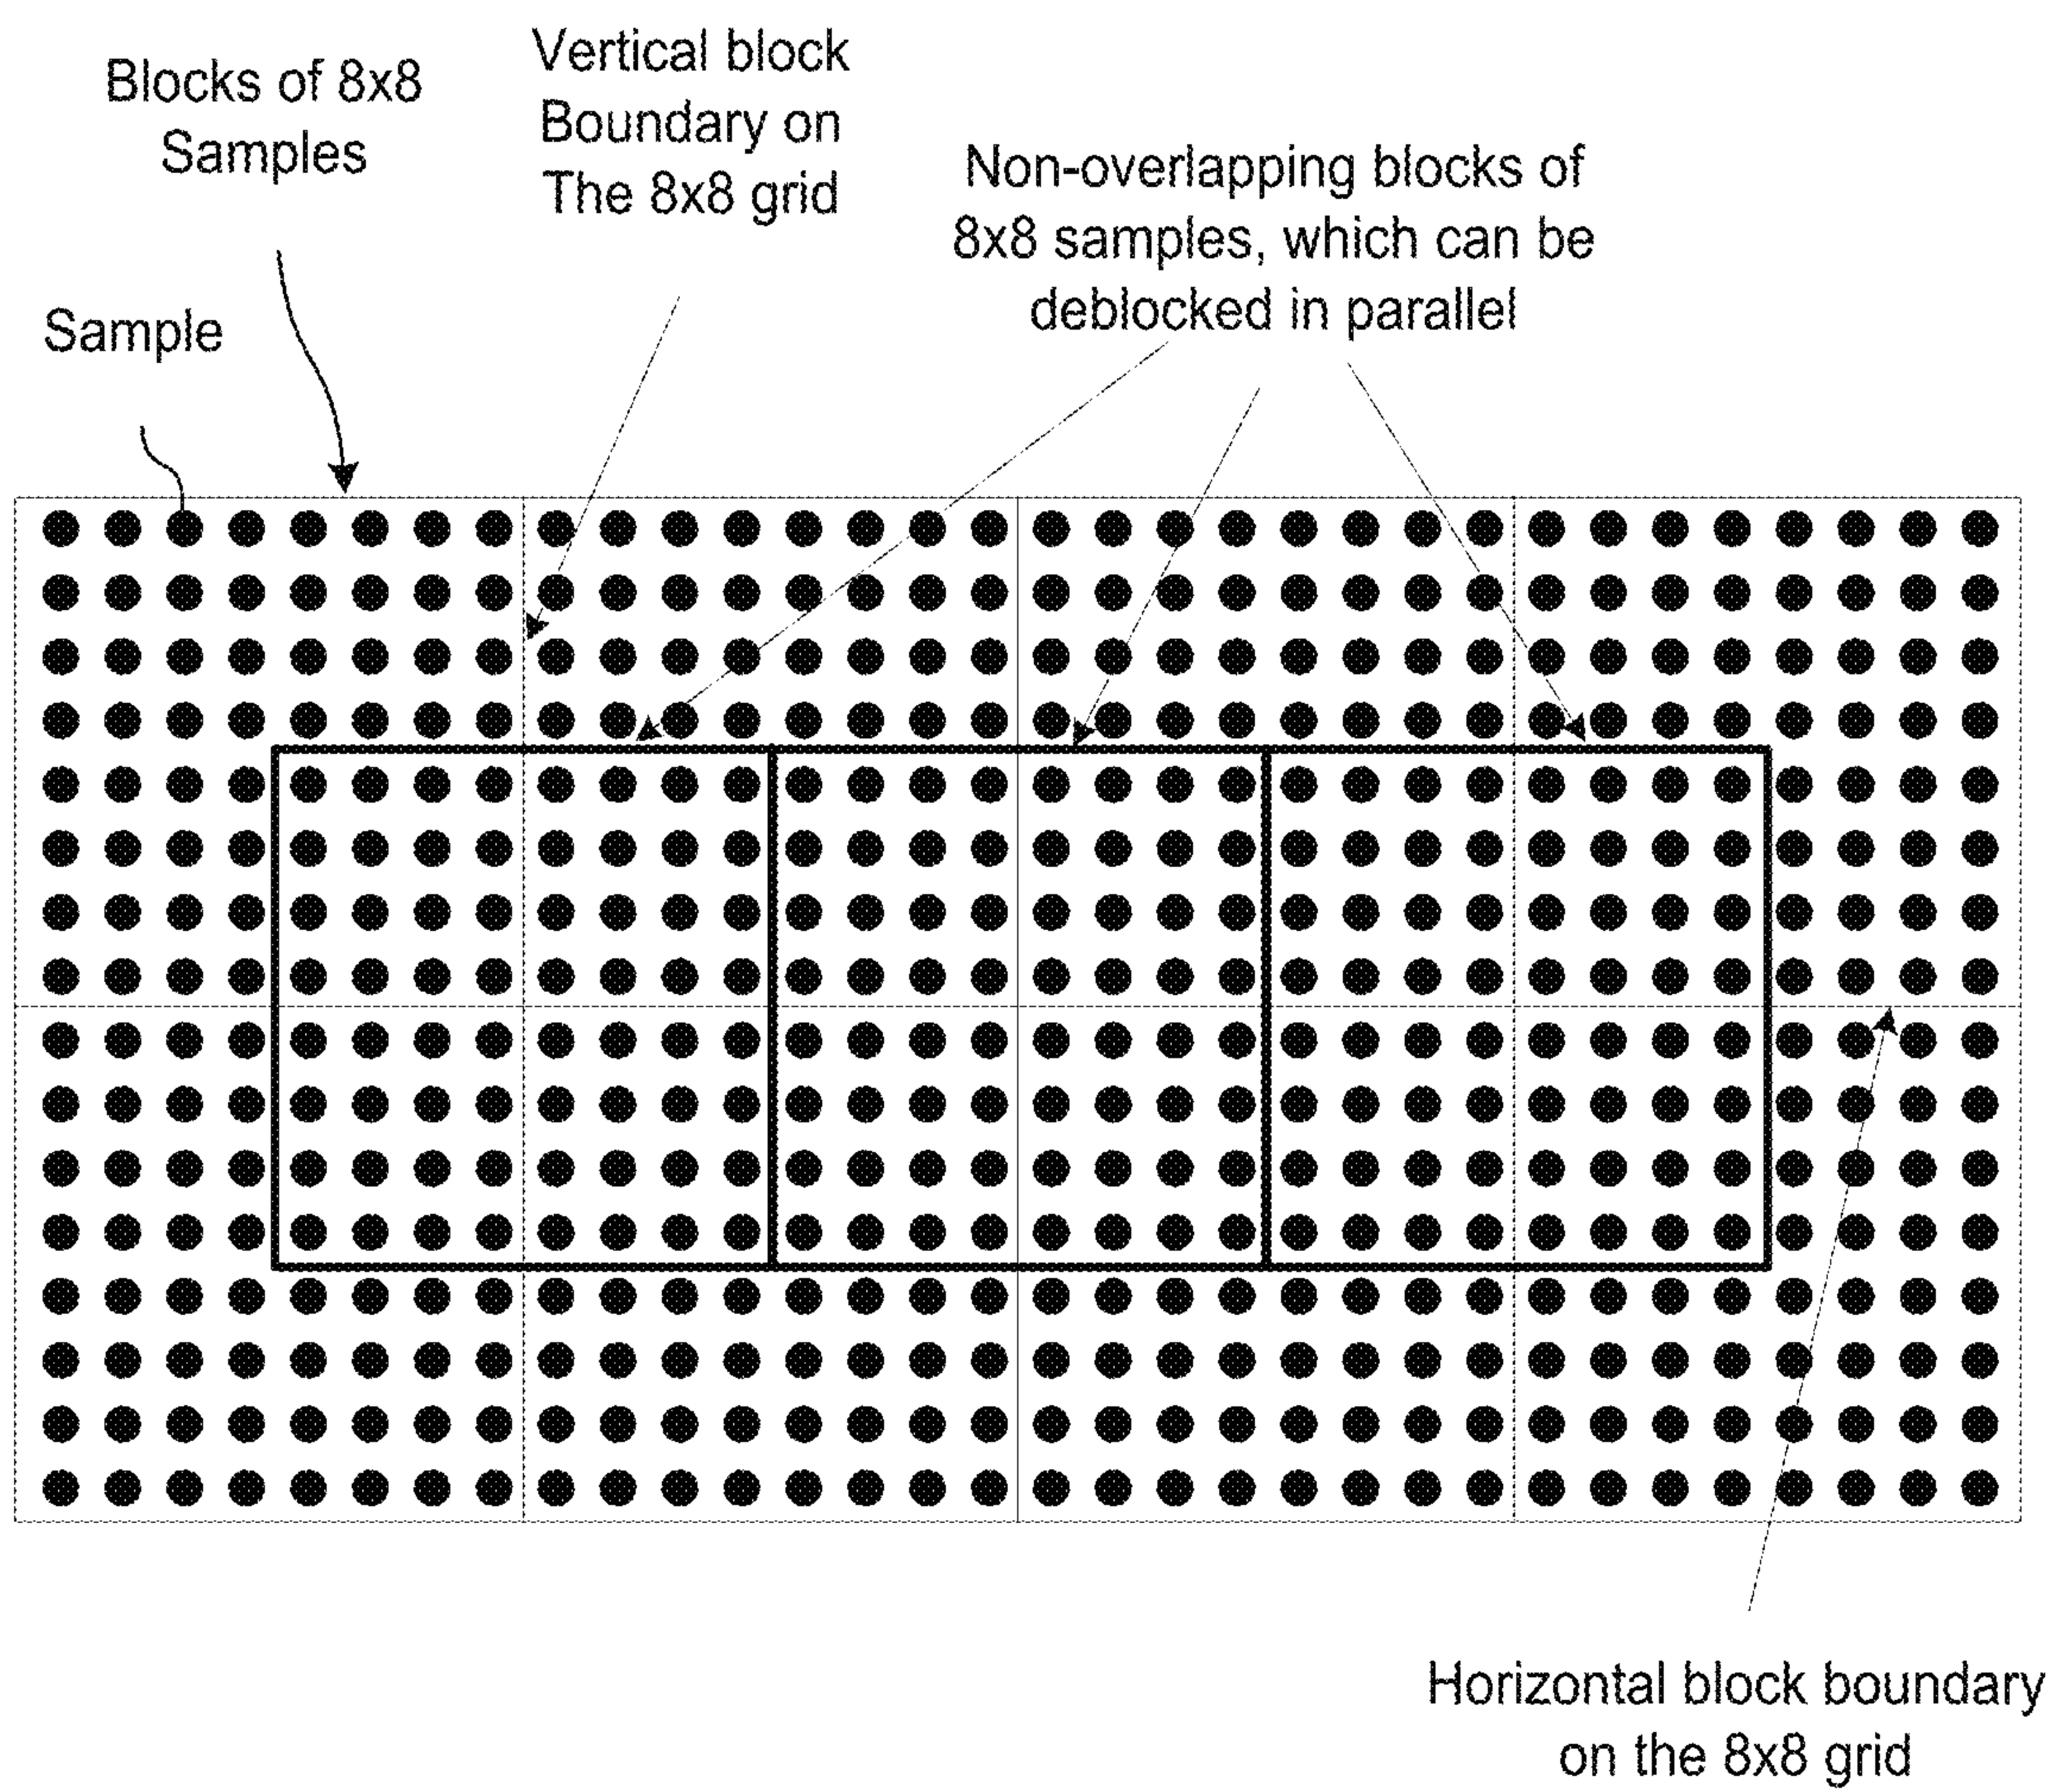 Blocks of 8x8
Samples
Vertical block
Boundary on
The 8x8 grid
Non-overlapping blocks of
8x8 samples, which can be
deblocked in parallel
Sample
Horizontal block boundary
on the 8x8 grid